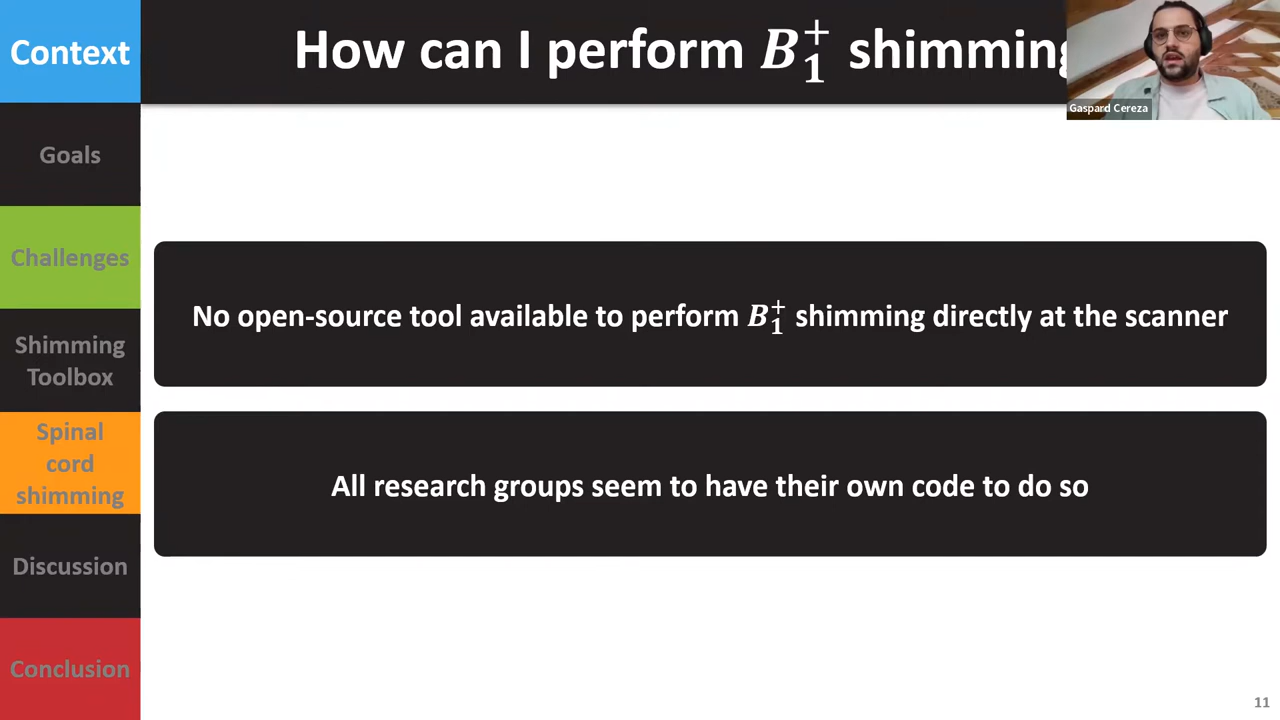 Context
Goals
Challenges
Shimming
Toolbox
Spinal
cord
shimming
Discussion
Conclusion
How can I perform B₁⁺ shimming
Gaspard Cereza
No open-source tool available to perform B₁⁺ shimming directly at the scanner
All research groups seem to have their own code to do so
11